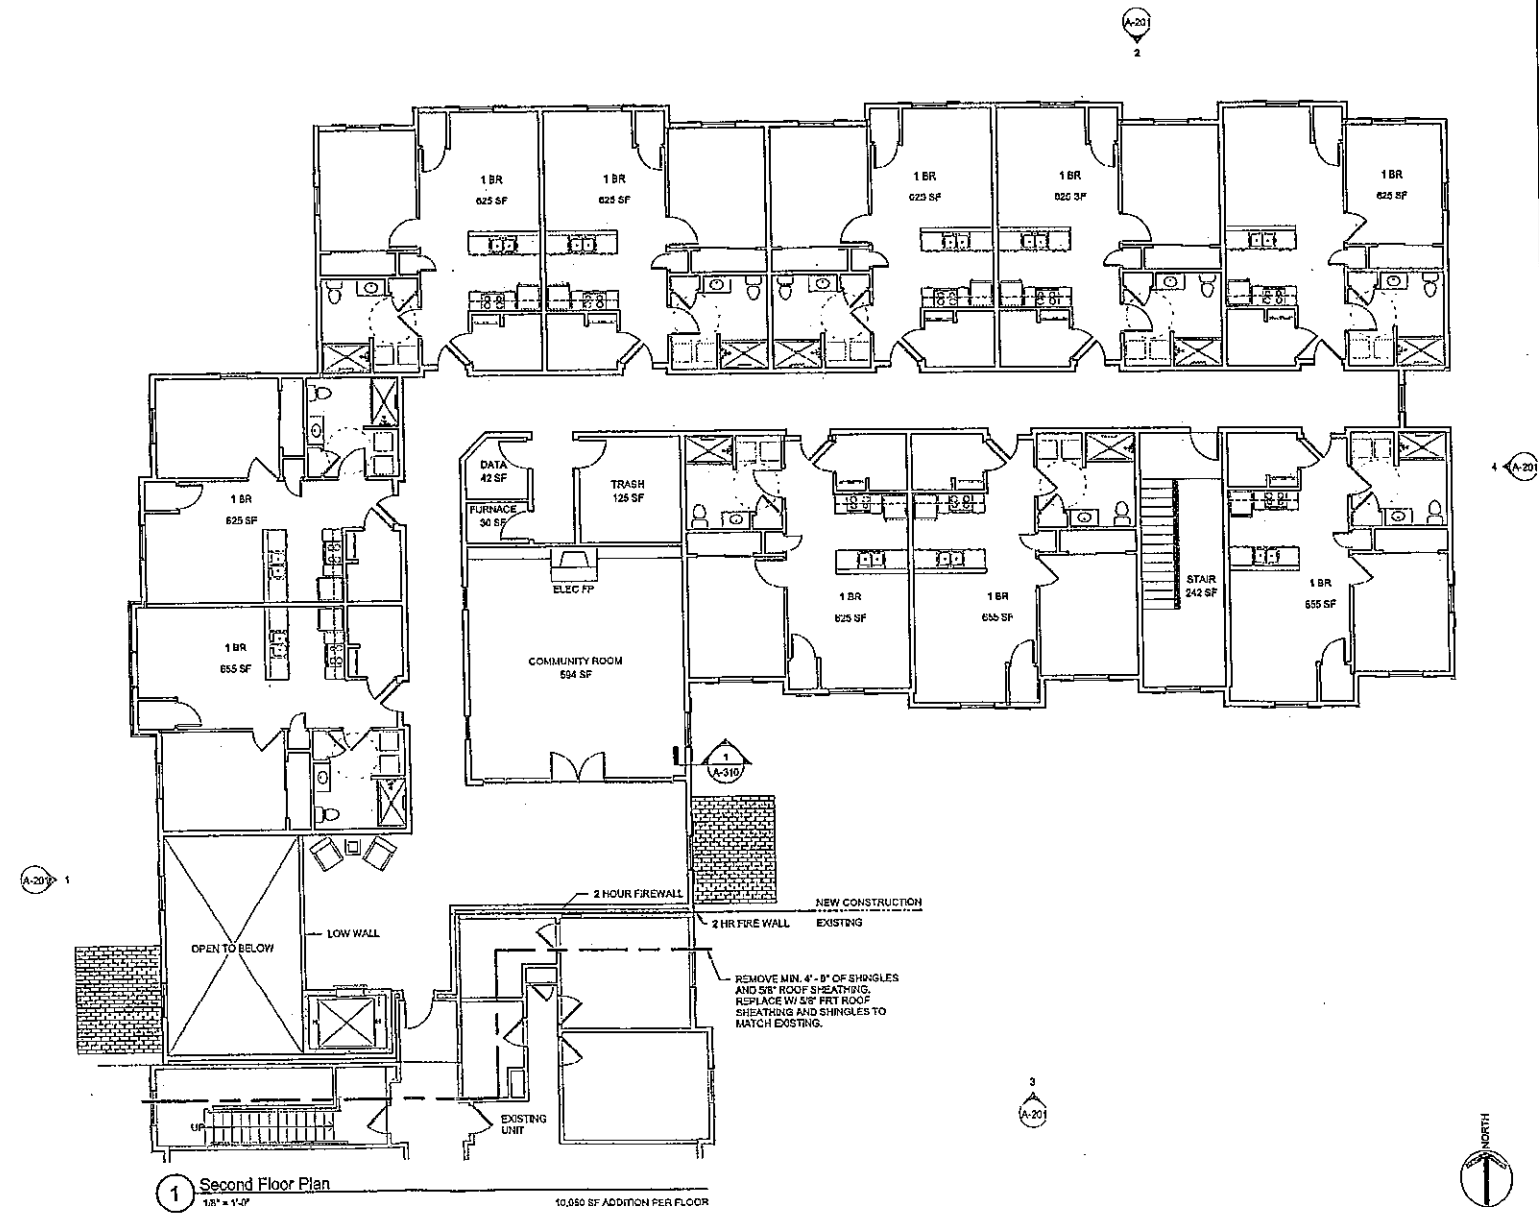 A-201
2
1 BR
625 SF
1 BR
625 SF
1 BR
625 SF
1 BR
625 SF
1 BR
625 SF
4
A-201
DATA
42 SF
TRASH
125 SF
FURNACE
30 SF
1 BR
625 SF
ELEC FP
STAIR
242 SF
1 BR
625 SF
1 BR
655 SF
1 BR
655 SF
1 BR
655 SF
COMMUNITY ROOM
594 SF
1
A-310
A-201
1
2 HOUR FIREWALL
NEW CONSTRUCTION
2 HR FIRE WALL
EXISTING
LOW WALL
OPEN TO BELOW
REMOVE MIN. 4' - 0" OF SHINGLES
AND 5/8" ROOF SHEATHING.
REPLACE W/ 5/8" FRT ROOF
SHEATHING AND SHINGLES TO
MATCH EXISTING.
3
A-201
UP
EXISTING
UNIT
NORTH
1
Second Floor Plan
1/8" = 1'-0"
10,050 SF ADDITION PER FLOOR